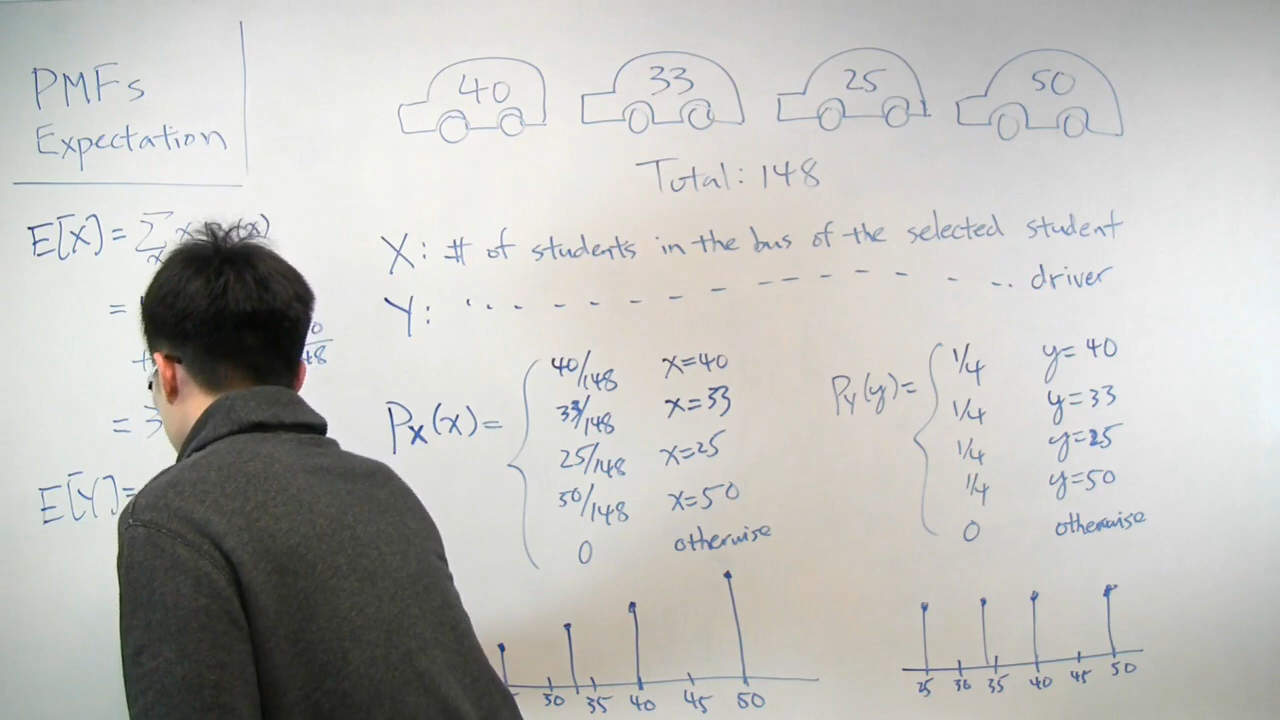 PMFs
Expectation
40 33 25 50
Total: 148
X: # of students in the bus of the selected student
Y: driver
E[X] = ∑
=
=
E[Y]=
P_X(x) =
40/148 x=40
33/148 x=33
25/148 x=25
50/148 x=50
0 otherwise
P_Y(y) =
1/4 y=40
1/4 y=33
1/4 y=25
1/4 y=50
0 otherwise
30 35 40 45 50
25 30 35 40 45 50